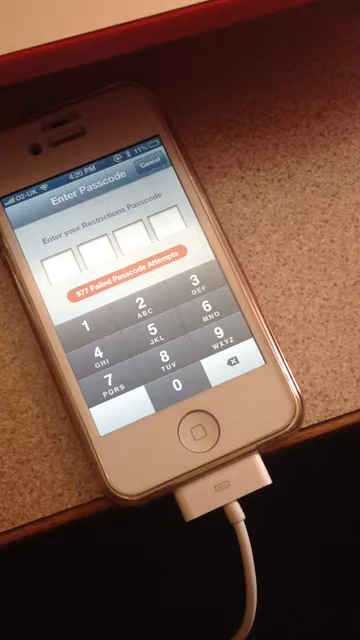 O2-UK 4:20 PM 11%
Enter Passcode Cancel
Enter your Restrictions Passcode
977 Failed Passcode Attempts
1 2 ABC 3 DEF
4 GHI 5 JKL 6 MNO
7 PQRS 8 TUV 9 WXYZ
0